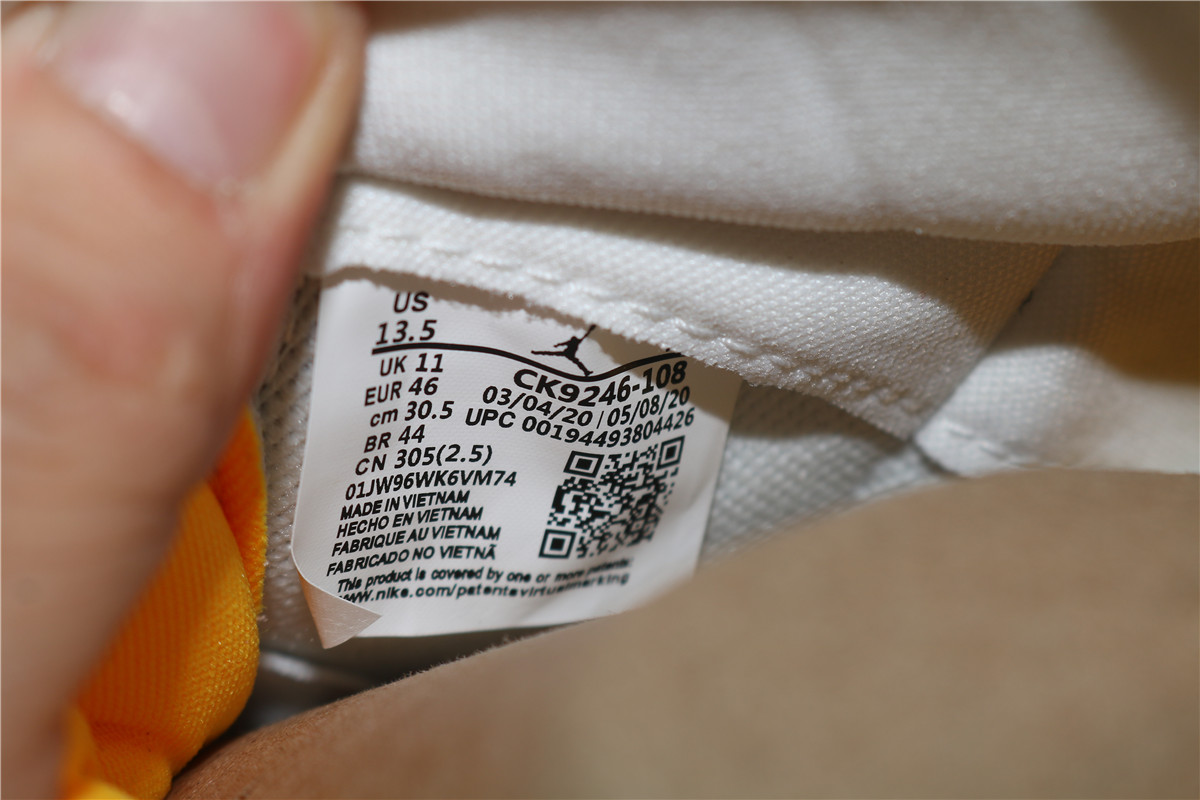 US
13.5
UK 11
EUR 46
cm 30.5
BR 44
CN 305(2.5)
01JW96WK6VM74
MADE IN VIETNAM
HECHO EN VIETNAM
FABRIQUE AU VIETNAM
FABRICADO NO VIETNÃ
This product is covered by one or more patents.
www.nike.com/patentsvirtualmarking
CK9246-108
03/04/20 | 05/08/20
UPC 00194493804426